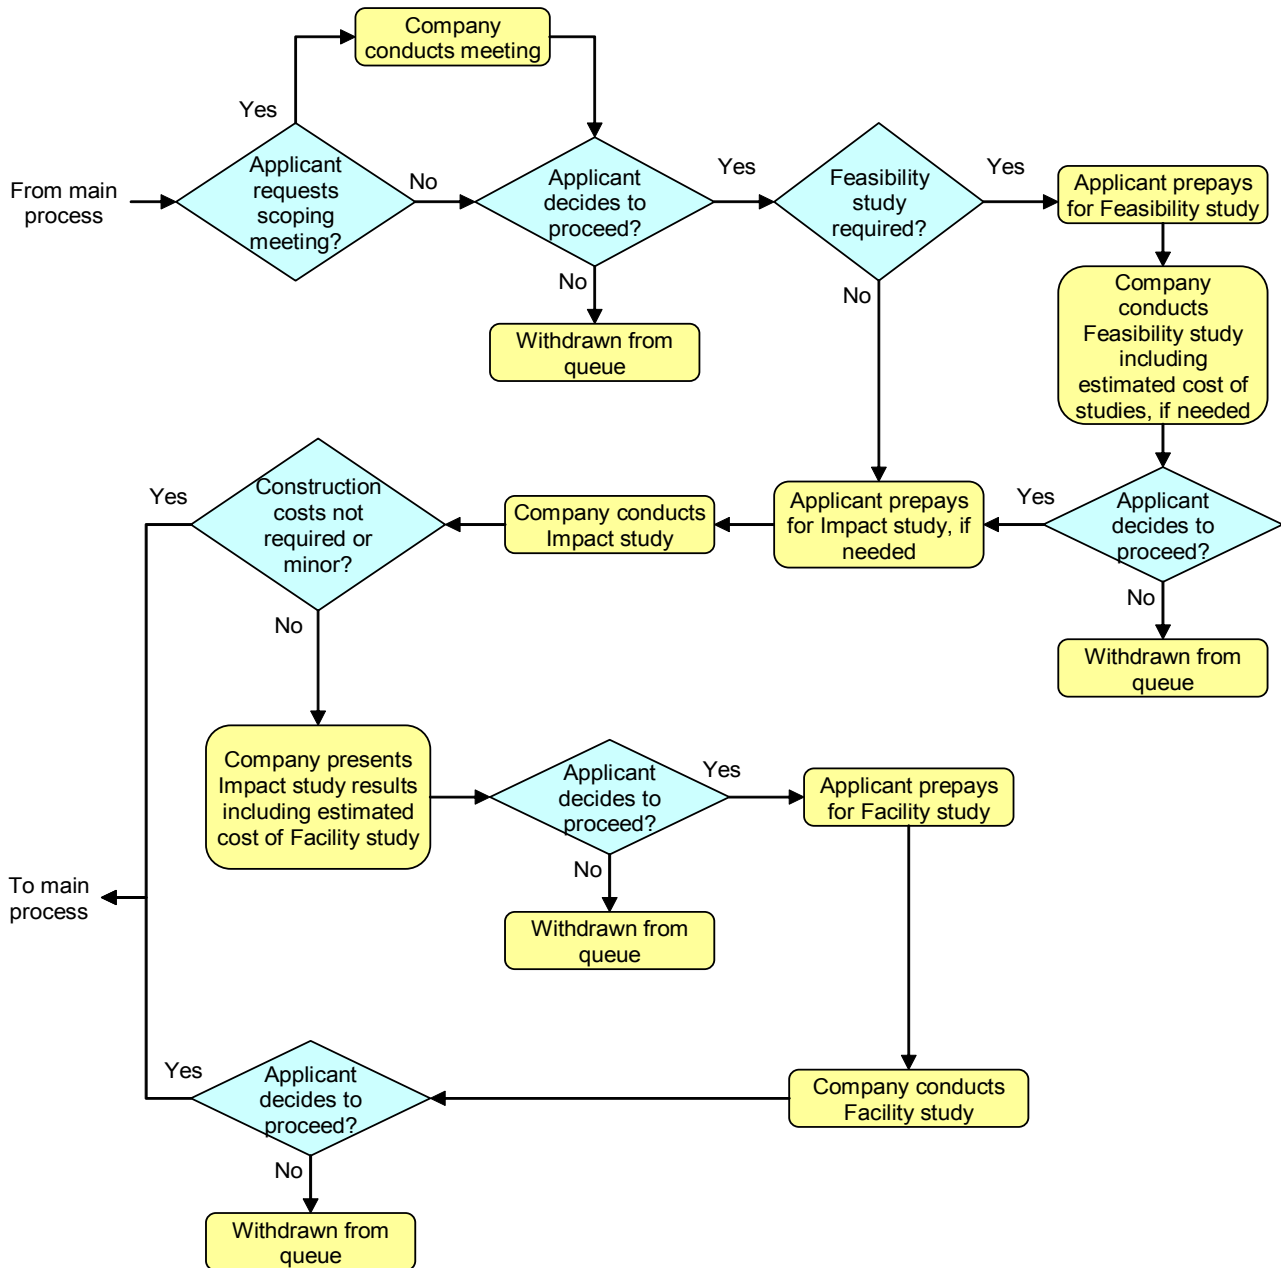 Company
conducts meeting
Yes
Applicant
requests
scoping
meeting?
No
From main
process
Applicant
decides to
proceed?
Yes
No
Withdrawn from
queue
Feasibility
study
required?
Yes
No
Applicant prepays
for Feasibility study
Company
conducts
Feasibility study
including
estimated cost of
studies, if needed
Applicant
decides to
proceed?
Yes
No
Withdrawn from
queue
Applicant prepays
for Impact study, if
needed
Company conducts
Impact study
Construction
costs not
required or
minor?
Yes
No
Company presents
Impact study results
including estimated
cost of Facility study
Applicant
decides to
proceed?
Yes
No
Withdrawn from
queue
Applicant prepays
for Facility study
Company conducts
Facility study
To main
process
Applicant
decides to
proceed?
Yes
No
Withdrawn from
queue